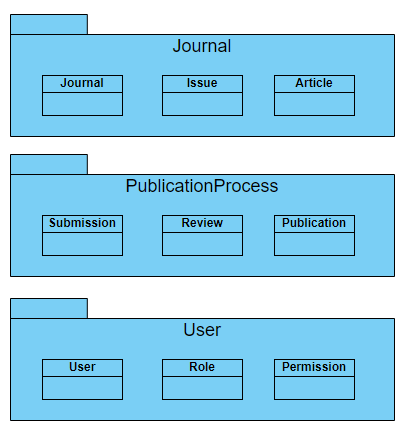 Journal
Journal Issue Article
PublicationProcess
Submission Review Publication
User
User Role Permission